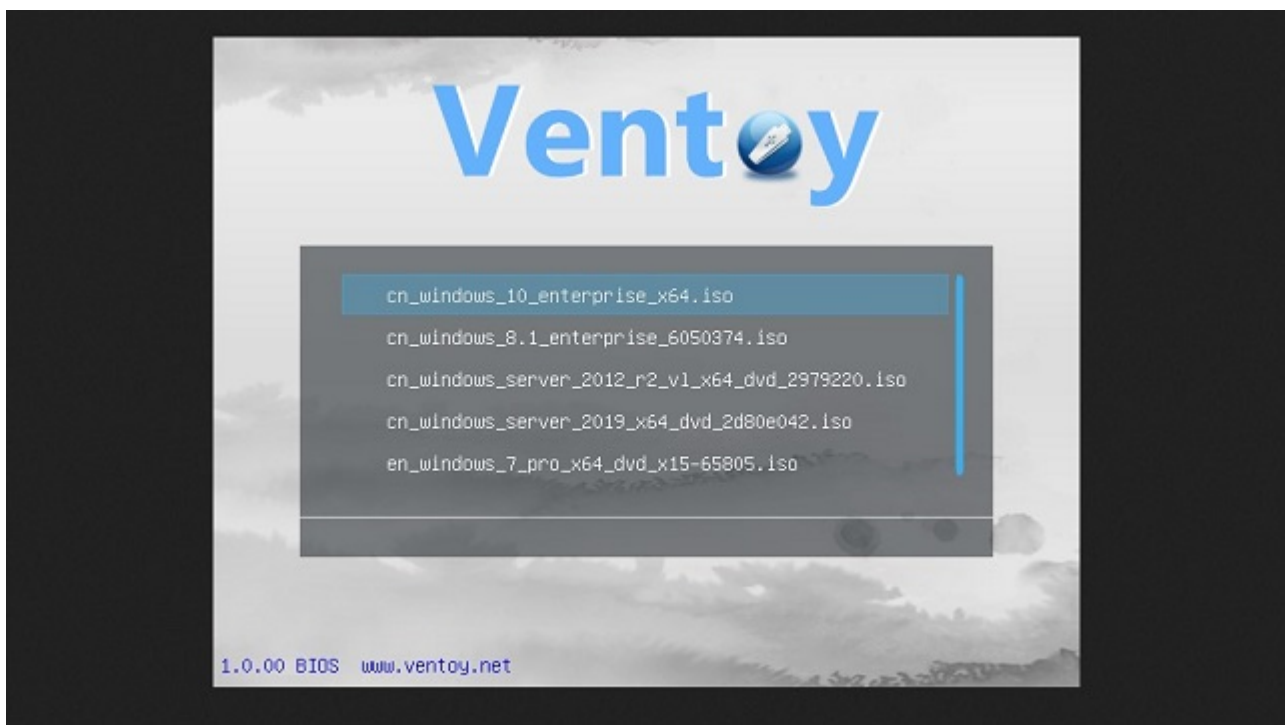 Ventoy
cn_windows_10_enterprise_x64.iso
cn_windows_8.1_enterprise_6050374.iso
cn_windows_server_2012_r2_vl_x64_dvd_2979220.iso
cn_windows_server_2019_x64_dvd_2d80e042.iso
en_windows_7_pro_x64_dvd_x15-65805.iso
1.0.00 BIOS www.ventoy.net